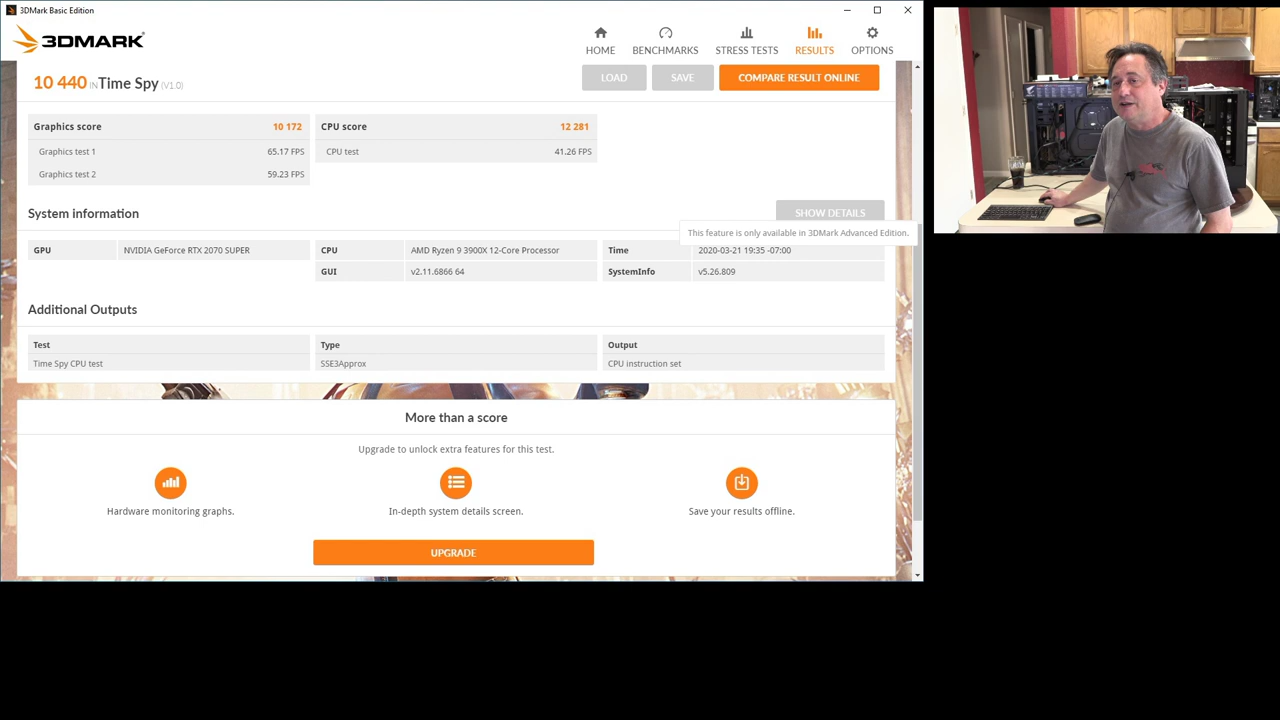 3DMark Basic Edition
3DMARK
HOME
BENCHMARKS
STRESS TESTS
RESULTS
OPTIONS
10 440 IN Time Spy (V1.0)
LOAD
SAVE
COMPARE RESULT ONLINE
Graphics score 10 172
Graphics test 1 65.17 FPS
Graphics test 2 59.23 FPS
CPU score 12 281
CPU test 41.26 FPS
System information
SHOW DETAILS
This feature is only available in 3DMark Advanced Edition.
GPU NVIDIA GeForce RTX 2070 SUPER
CPU AMD Ryzen 9 3900X 12-Core Processor
Time 2020-03-21 19:35 -07:00
GUI v2.11.6866 64
SystemInfo v5.26.809
Additional Outputs
Test Type Output
Time Spy CPU test SSE3Approx CPU instruction set
More than a score
Upgrade to unlock extra features for this test.
Hardware monitoring graphs.
In-depth system details screen.
Save your results offline.
UPGRADE